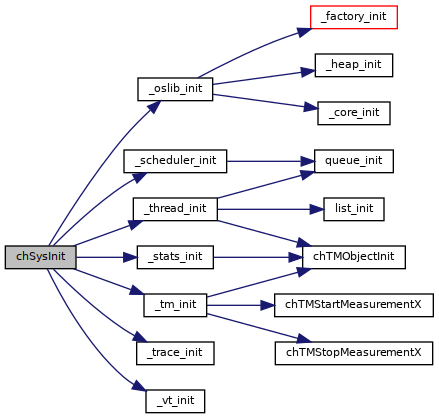 _factory_init
_heap_init
_oslib_init
_core_init
_scheduler_init
queue_init
_thread_init
list_init
chSysInit
_stats_init
chTMObjectInit
_tm_init
chTMStartMeasurementX
_trace_init
chTMStopMeasurementX
_vt_init